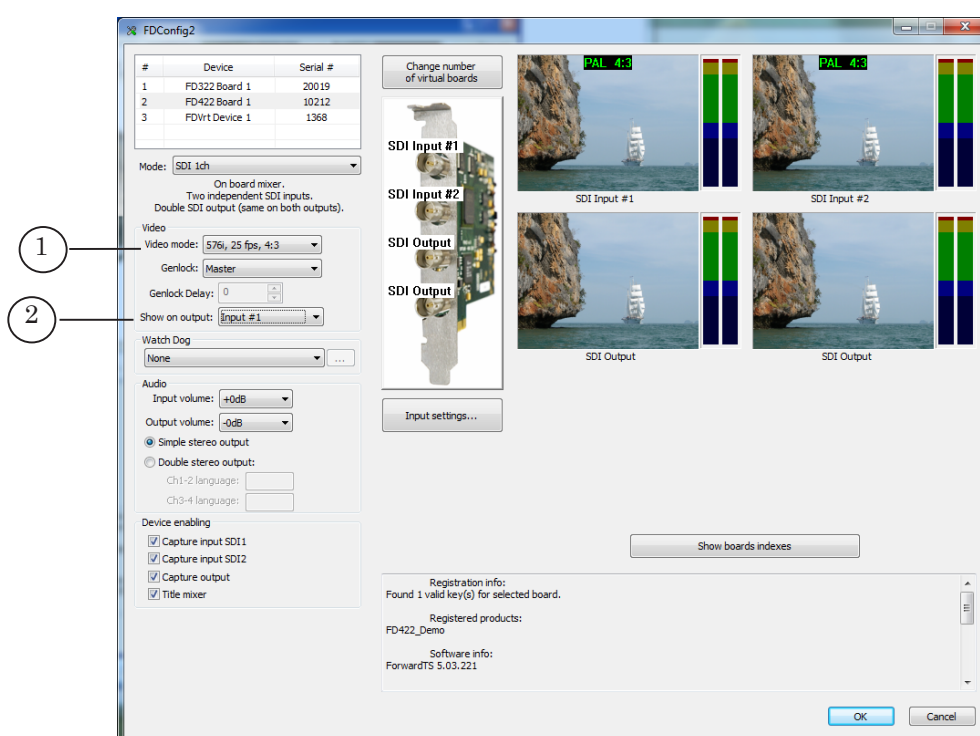 FDConfig2
# Device Serial #
1 FD322 Board 1 20019
2 FD422 Board 1 10212
3 FDVrt Device 1 1368
Mode: SDI 1ch
On board mixer.
Two independent SDI inputs.
Double SDI output (same on both outputs).
Video
1
Video mode: 576i, 25 fps, 4:3
Genlock: Master
Genlock Delay: 0
2
Show on output: Input #1
Watch Dog
None
...
Audio
Input volume: +0dB
Output volume: -0dB
Simple stereo output
Double stereo output:
Ch1-2 language:
Ch3-4 language:
Device enabling
Capture input SDI1
Capture input SDI2
Capture output
Title mixer
Change number
of virtual boards
SDI Input #1
SDI Input #2
SDI Output
SDI Output
Input settings...
PAL 4:3
PAL 4:3
SDI Input #1
SDI Input #2
SDI Output
SDI Output
Show boards indexes
Registration info:
Found 1 valid key(s) for selected board.
Registered products:
FD422_Demo
Software info:
ForwardTS 5.03.221
OK
Cancel